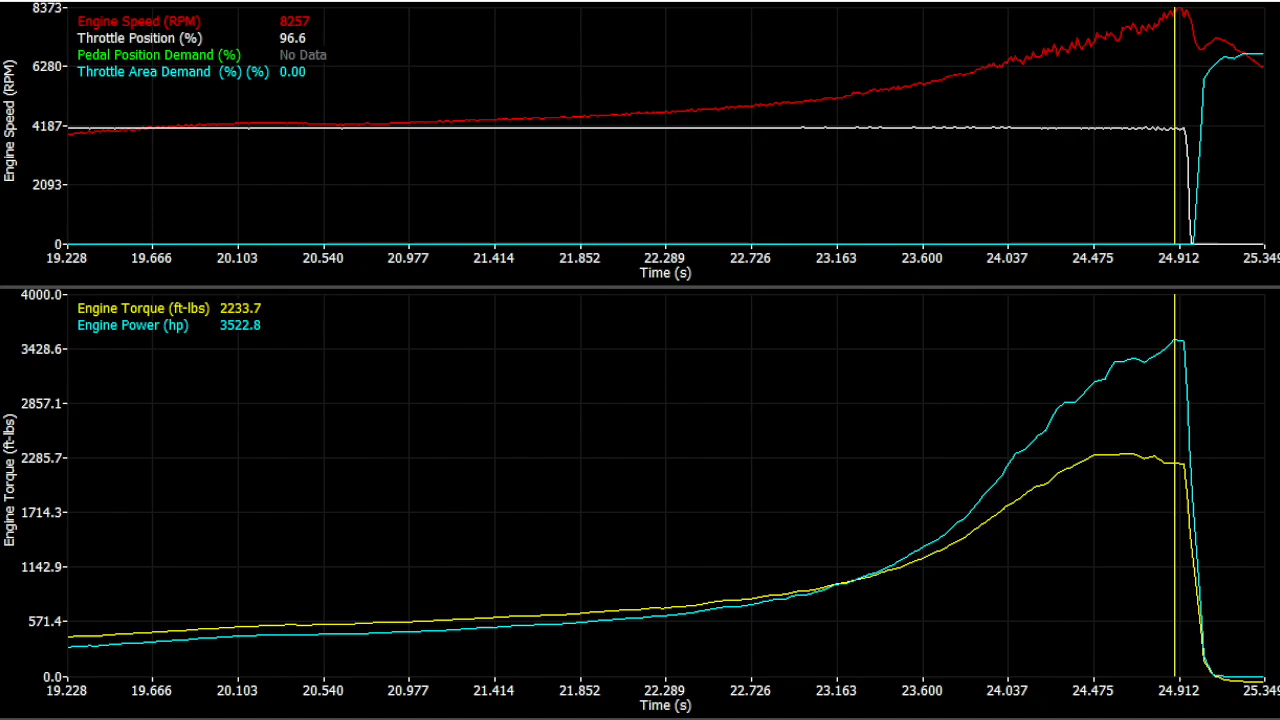 8373
Engine Speed (RPM) 8257
Throttle Position (%) 96.6
Pedal Position Demand (%) No Data
Throttle Area Demand (%) (%) 0.00
6280
4187
2093
0
Engine Speed (RPM)
19.228 19.666 20.103 20.540 20.977 21.414 21.852 22.289 22.726 23.163 23.600 24.037 24.475 24.912 25.349
Time (s)
4000.0
Engine Torque (ft-lbs) 2233.7
Engine Power (hp) 3522.8
3428.6
2857.1
2285.7
1714.3
1142.9
571.4
0.0
Engine Torque (ft-lbs)
19.228 19.666 20.103 20.540 20.977 21.414 21.852 22.289 22.726 23.163 23.600 24.037 24.475 24.912 25.349
Time (s)